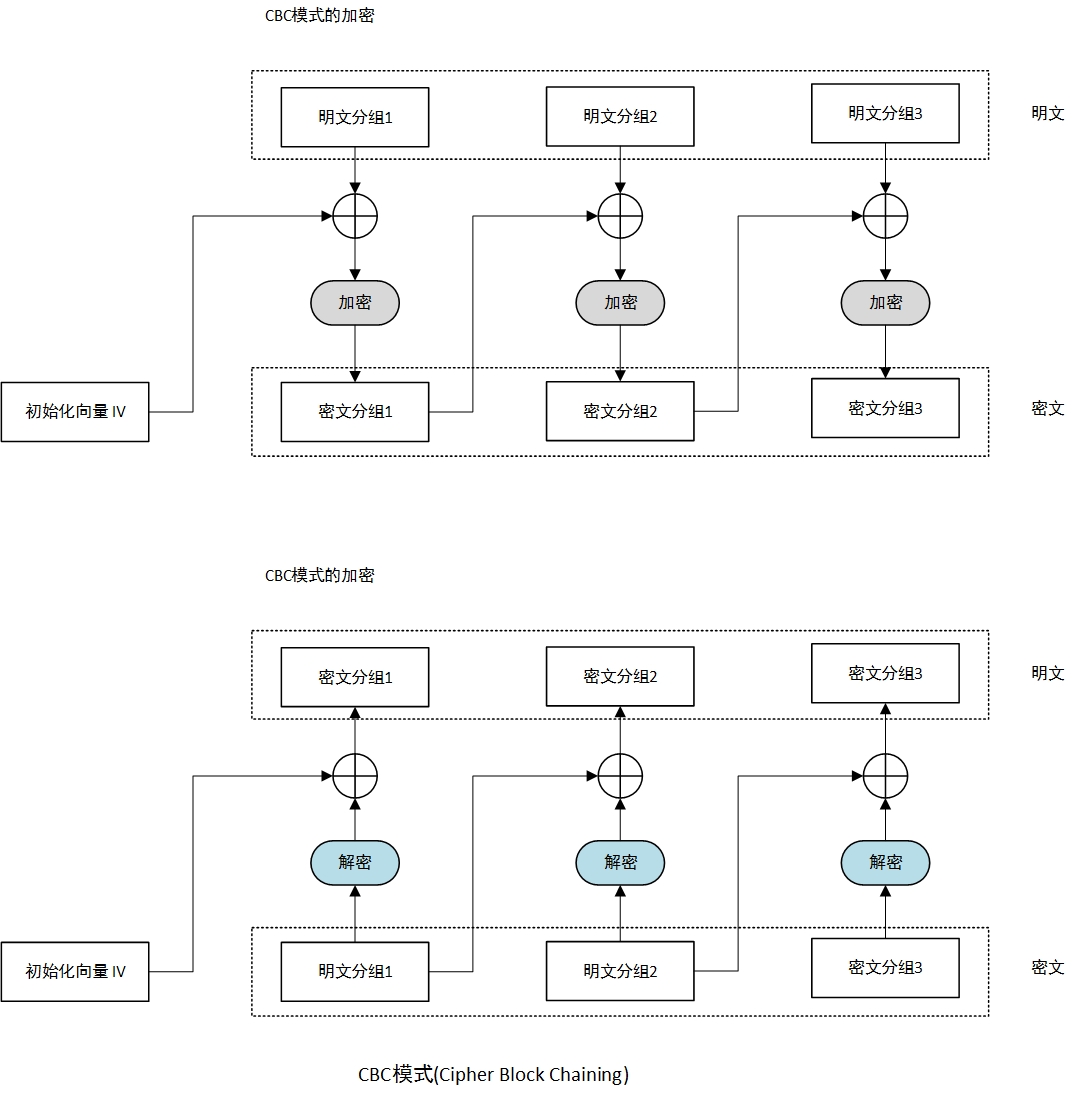 CBC模式的加密
明文分组1
明文分组2
明文分组3
明文
加密
加密
加密
初始化向量 IV
密文分组1
密文分组2
密文分组3
密文
CBC模式的加密
密文分组1
密文分组2
密文分组3
明文
解密
解密
解密
初始化向量 IV
明文分组1
明文分组2
密文分组3
密文
CBC模式(Cipher Block Chaining)